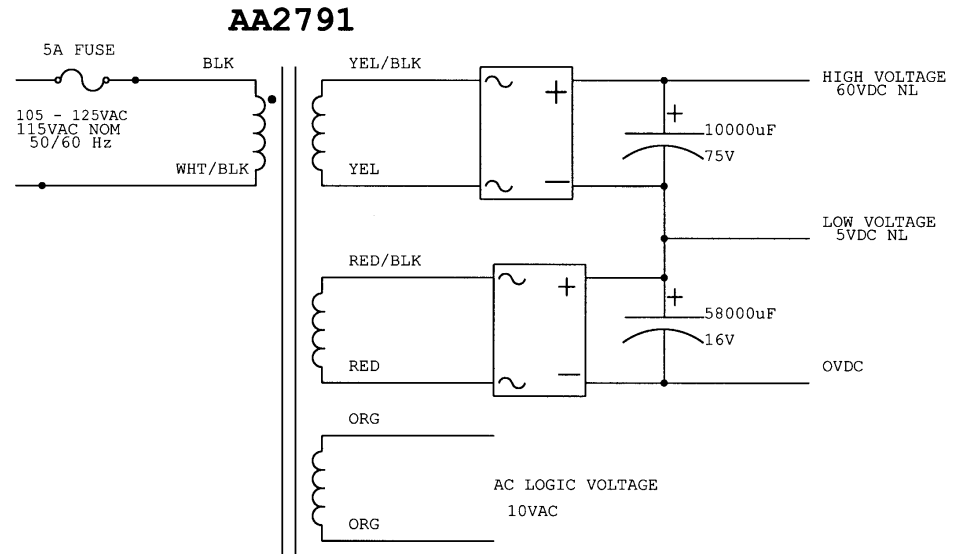 AA2791
5A FUSE
BLK
YEL/BLK
HIGH VOLTAGE
60VDC NL
105 - 125VAC
115VAC NOM
50/60 Hz
+
+
10000uF
75V
WHT/BLK
YEL
−
LOW VOLTAGE
5VDC NL
RED/BLK
+
+
58000uF
16V
RED
−
OVDC
ORG
AC LOGIC VOLTAGE
10VAC
ORG